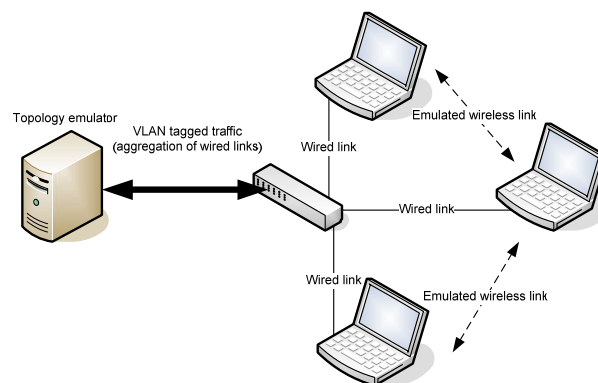 Topology emulator
VLAN tagged traffic
(aggregation of wired links)
Wired link
Emulated wireless link
Wired link
Wired link
Emulated wireless link